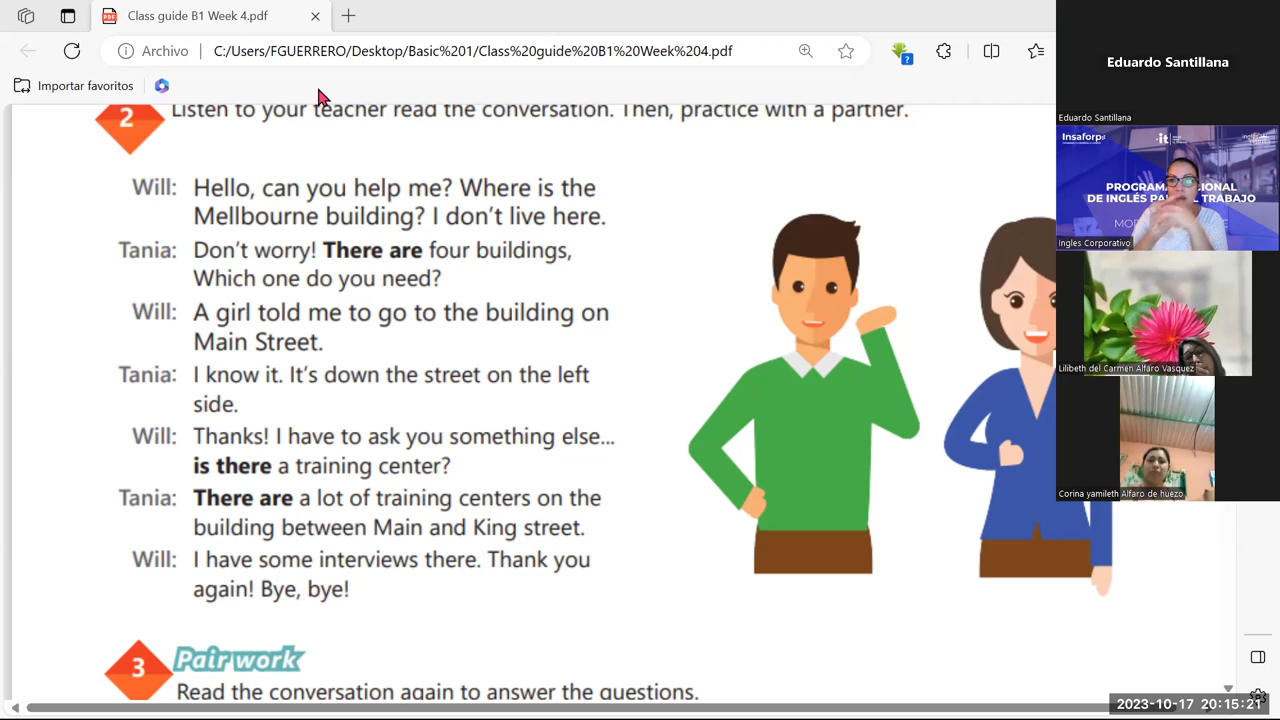 Class guide B1 Week 4.pdf
Archivo
C:/Users/FGUERRERO/Desktop/Basic%201/Class%20guide%20B1%20Week%204.pdf
Importar favoritos
2
Listen to your teacher read the conversation. Then, practice with a partner.
Will: Hello, can you help me? Where is the
Mellbourne building? I don't live here.
Tania: Don't worry! There are four buildings,
Which one do you need?
Will: A girl told me to go to the building on
Main Street.
Tania: I know it. It's down the street on the left
side.
Will: Thanks! I have to ask you something else...
is there a training center?
Tania: There are a lot of training centers on the
building between Main and King street.
Will: I have some interviews there. Thank you
again! Bye, bye!
3 Pair work
Read the conversation again to answer the questions.
Eduardo Santillana
Eduardo Santillana
Insaforp
it
DE INGLÉS PARA EL TRABAJO
Ingles Corporativo
Lilibeth del Carmen Alfaro Vasquez
Corina yamileth Alfaro de huezo
2023-10-17 20:15:21